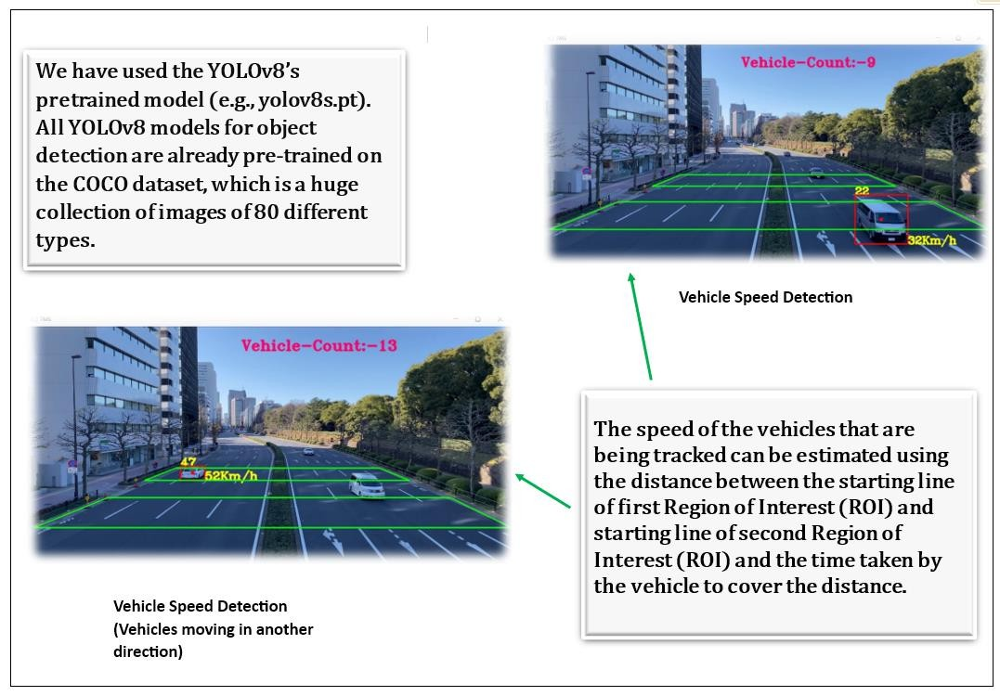 We have used the YOLOv8’s
pretrained model (e.g., yolov8s.pt).
All YOLOv8 models for object
detection are already pre-trained on
the COCO dataset, which is a huge
collection of images of 80 different
types.
Vehicle-Count:-9
22
32Km/h
Vehicle Speed Detection
Vehicle-Count:-13
47
52Km/h
The speed of the vehicles that are
being tracked can be estimated using
the distance between the starting line
of first Region of Interest (ROI) and
starting line of second Region of
Interest (ROI) and the time taken by
the vehicle to cover the distance.
Vehicle Speed Detection
(Vehicles moving in another
direction)